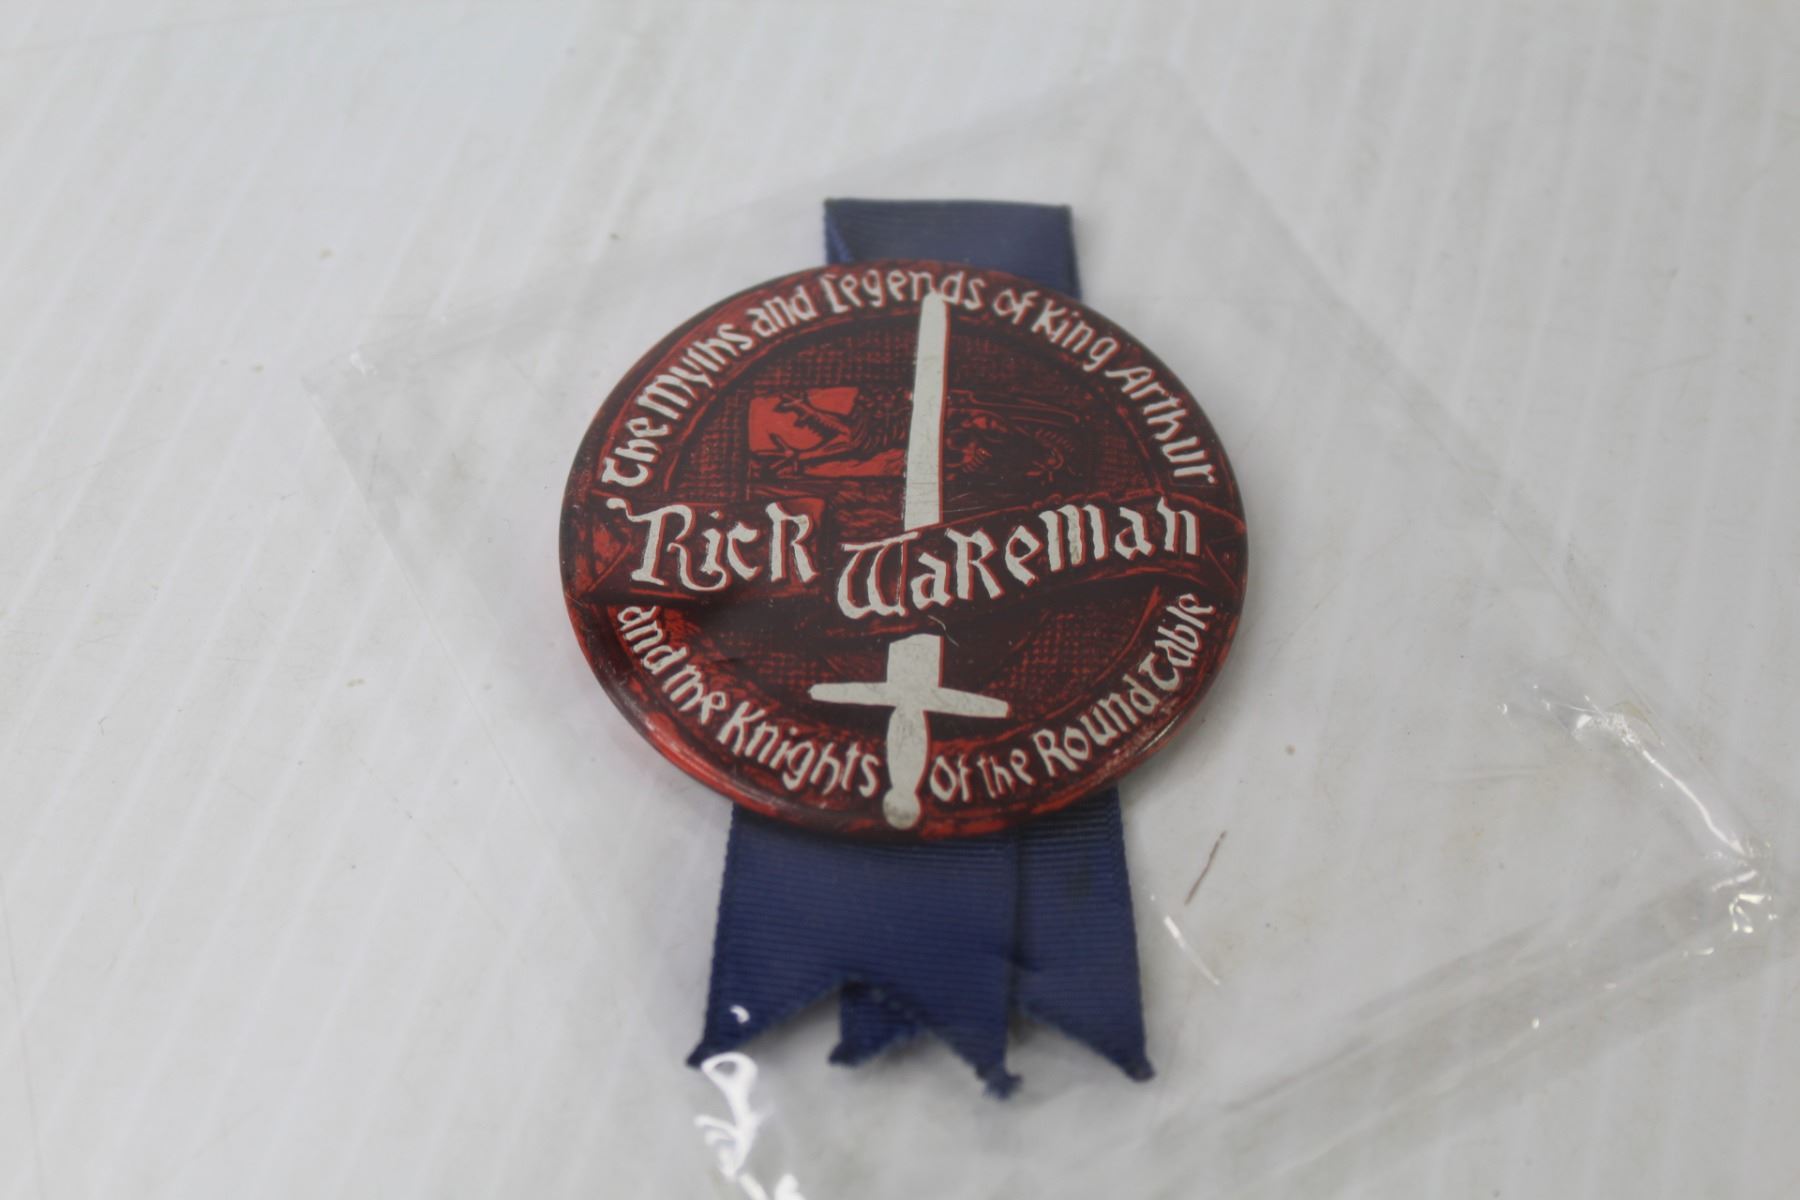 The Myths and Legends of King Arthur
Rick Wakeman
and the Knights Of the Round Table